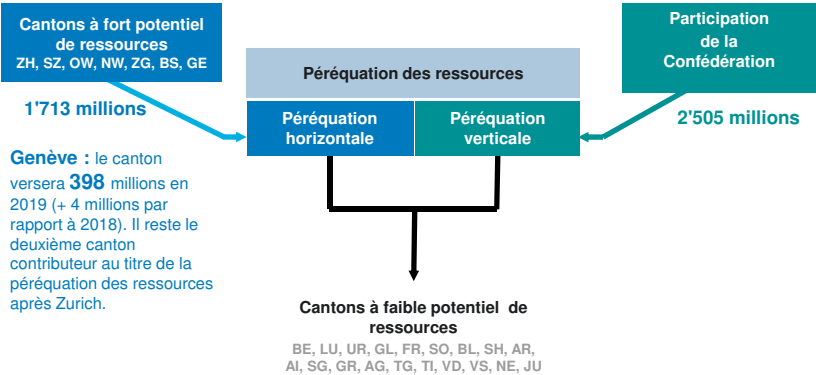 Cantons à fort potentiel
de ressources
ZH, SZ, OW, NW, ZG, BS, GE
1'713 millions
Genève : le canton
versera 398 millions en
2019 (+ 4 millions par
rapport à 2018). Il reste le
deuxième canton
contributeur au titre de la
péréquation des ressources
après Zurich.
Péréquation des ressources
Péréquation
horizontale
Péréquation
verticale
Participation
de la
Confédération
2'505 millions
Cantons à faible potentiel de
ressources
BE, LU, UR, GL, FR, SO, BL, SH, AR,
AI, SG, GR, AG, TG, TI, VD, VS, NE, JU